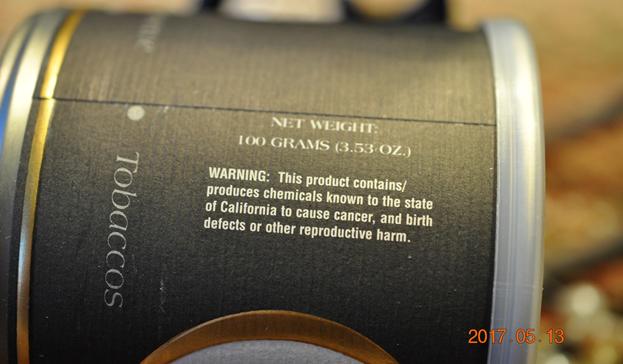 NET WEIGHT:
100 GRAMS (3.53 OZ.)
WARNING: This product contains/
produces chemicals known to the state
of California to cause cancer, and birth
defects or other reproductive harm.
Tobaccos
2017.05.13